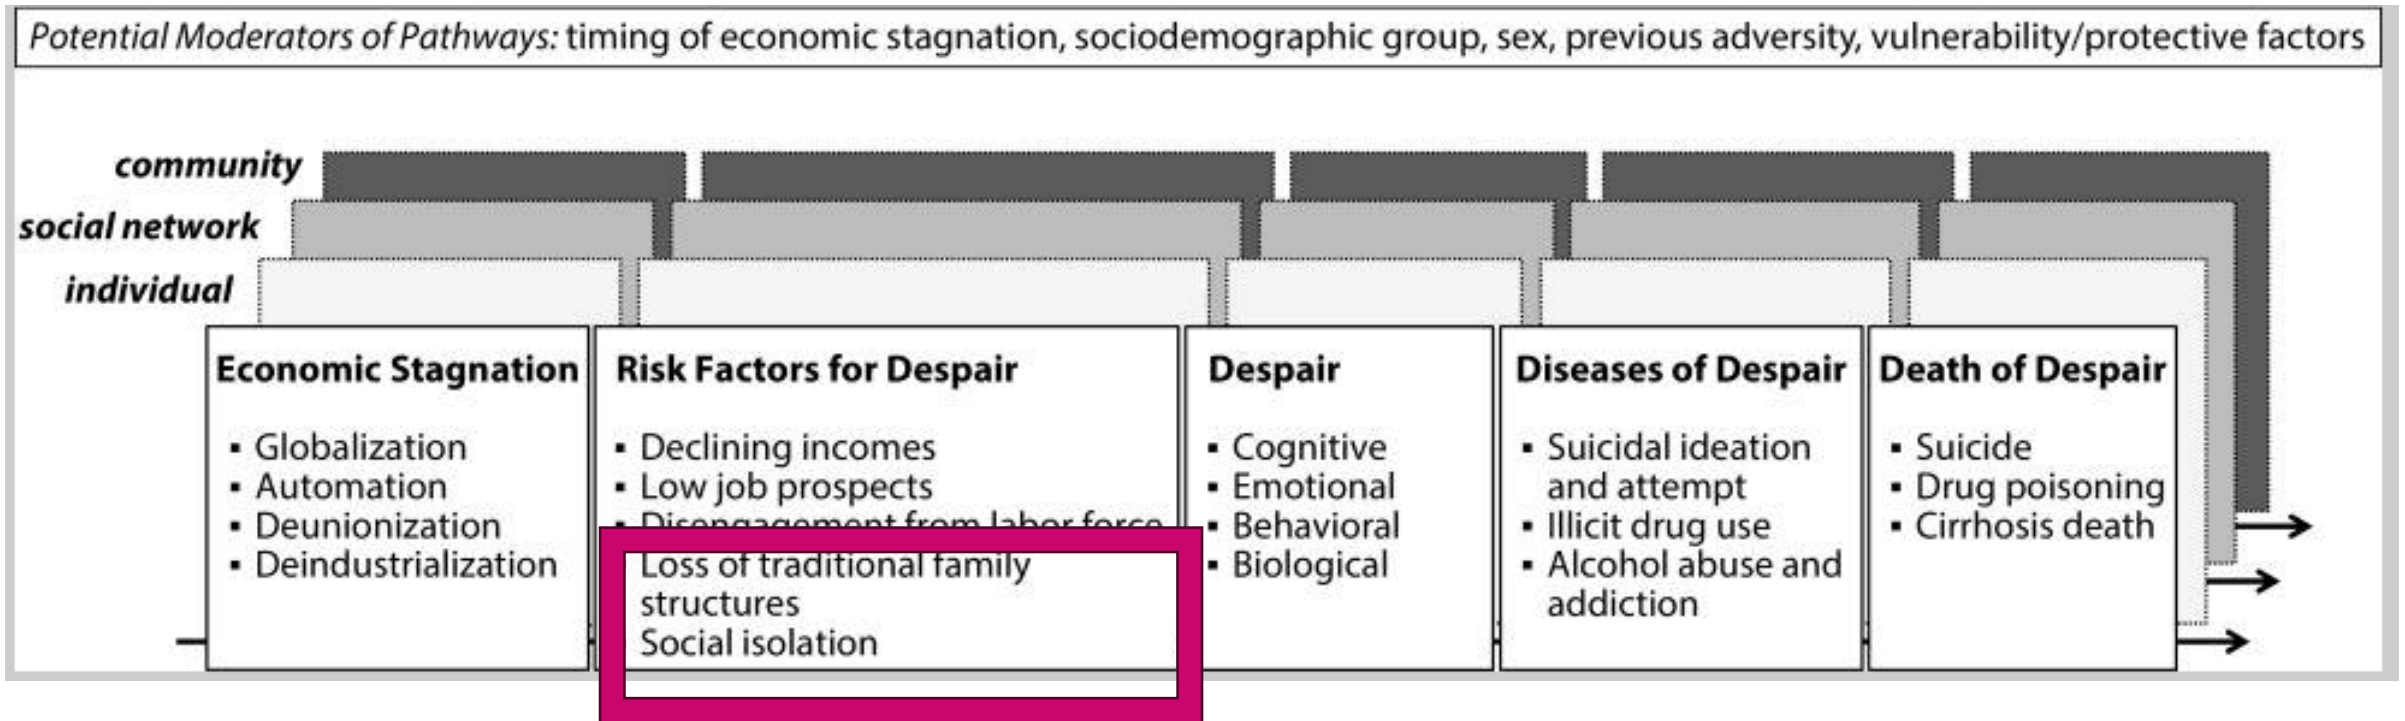 Potential Moderators of Pathways: timing of economic stagnation, sociodemographic group, sex, previous adversity, vulnerability/protective factors
community
social network
individual
Economic Stagnation
▪ Globalization
▪ Automation
▪ Deunionization
▪ Deindustrialization
Risk Factors for Despair
▪ Declining incomes
▪ Low job prospects
▪ Disengagement from labor force
Loss of traditional family
structures
Social isolation
Despair
▪ Cognitive
▪ Emotional
▪ Behavioral
▪ Biological
Diseases of Despair
▪ Suicidal ideation
and attempt
▪ Illicit drug use
▪ Alcohol abuse and
addiction
Death of Despair
▪ Suicide
▪ Drug poisoning
▪ Cirrhosis death